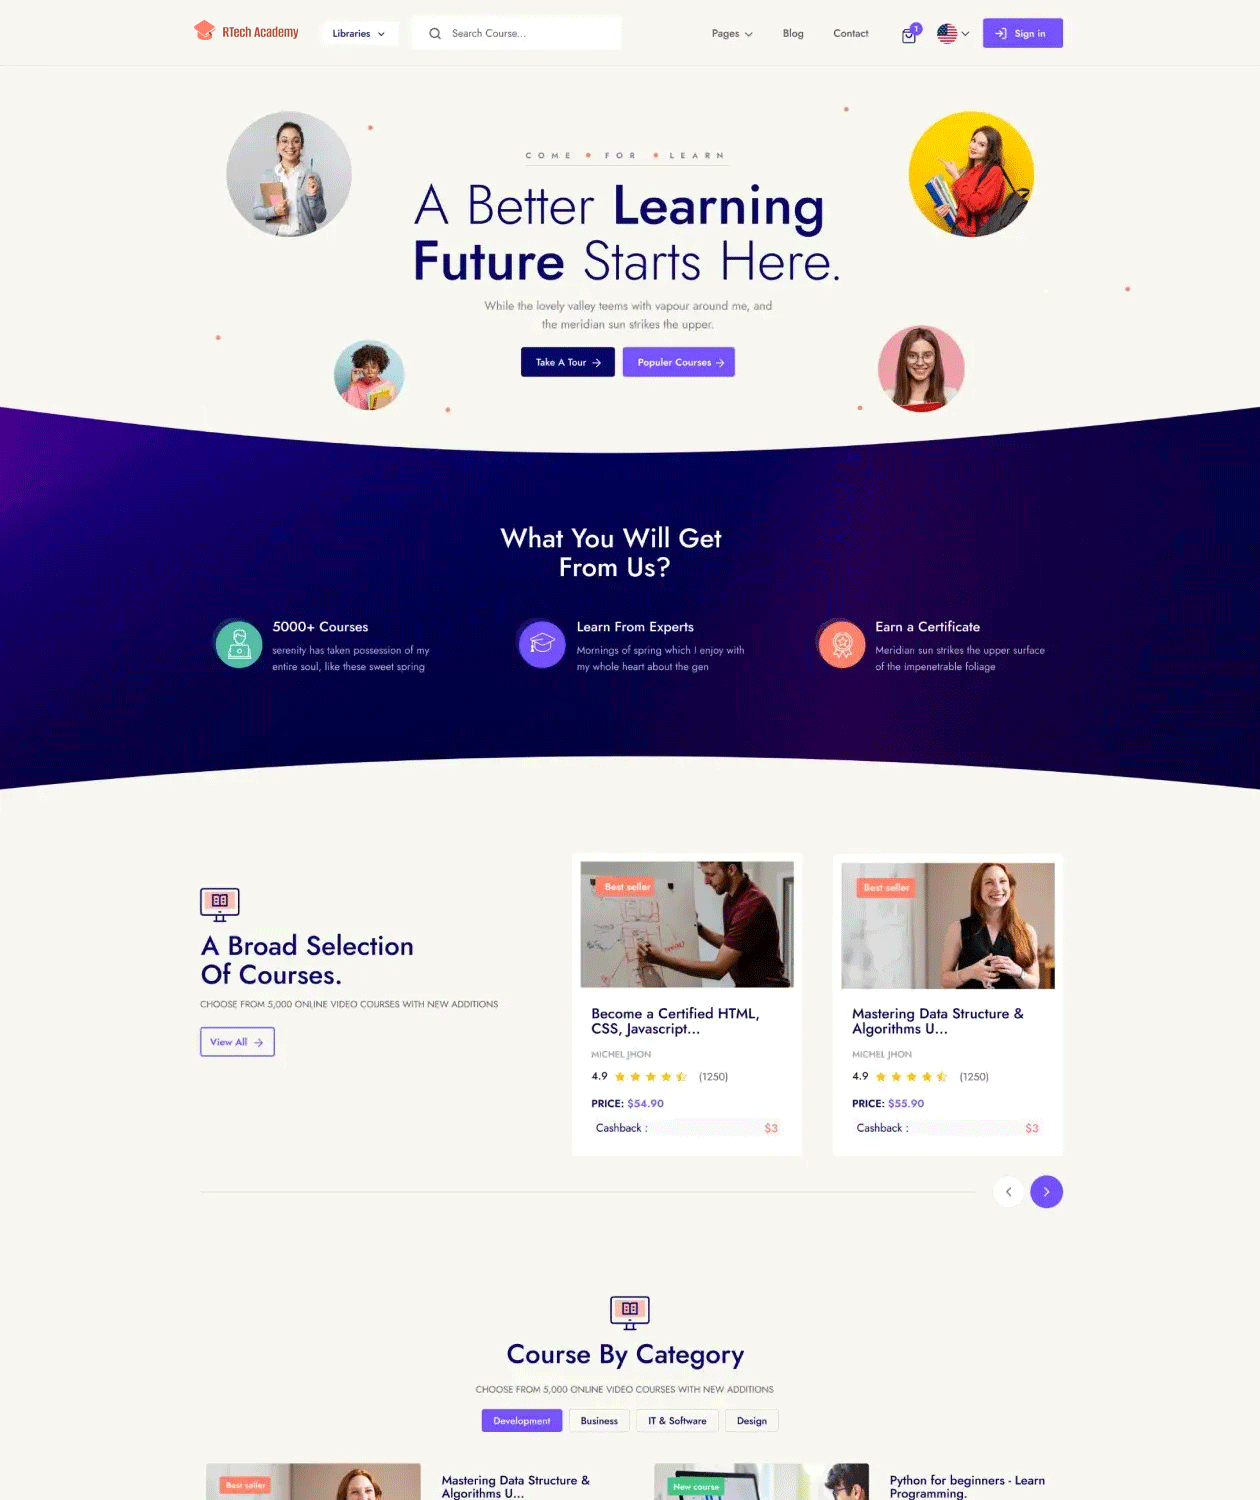 RTech Academy
Libraries
Search Course...
Pages
Blog
Contact
1
Sign in
COME • FOR • LEARN
A Better Learning
Future Starts Here.
While the lovely valley teems with vapour around me, and
the meridian sun strikes the upper.
Take A Tour →
Populer Courses →
What You Will Get
From Us?
5000+ Courses
serenity has taken possession of my
entire soul, like these sweet spring
Learn From Experts
Mornings of spring which I enjoy with
my whole heart about the gen
Earn a Certificate
Meridian sun strikes the upper surface
of the impenetrable foliage
A Broad Selection
Of Courses.
CHOOSE FROM 5,000 ONLINE VIDEO COURSES WITH NEW ADDITIONS
View All →
Best seller
Become a Certified HTML,
CSS, Javascript...
MICHEL JHON
4.9 (1250)
PRICE: $54.90
Cashback : $3
Best seller
Mastering Data Structure &
Algorithms U...
MICHEL JHON
4.9 (1250)
PRICE: $55.90
Cashback : $3
Course By Category
CHOOSE FROM 5,000 ONLINE VIDEO COURSES WITH NEW ADDITIONS
Development
Business
IT & Software
Design
Best seller
Mastering Data Structure &
Algorithms U...
New course
Python for beginners - Learn
Programming.